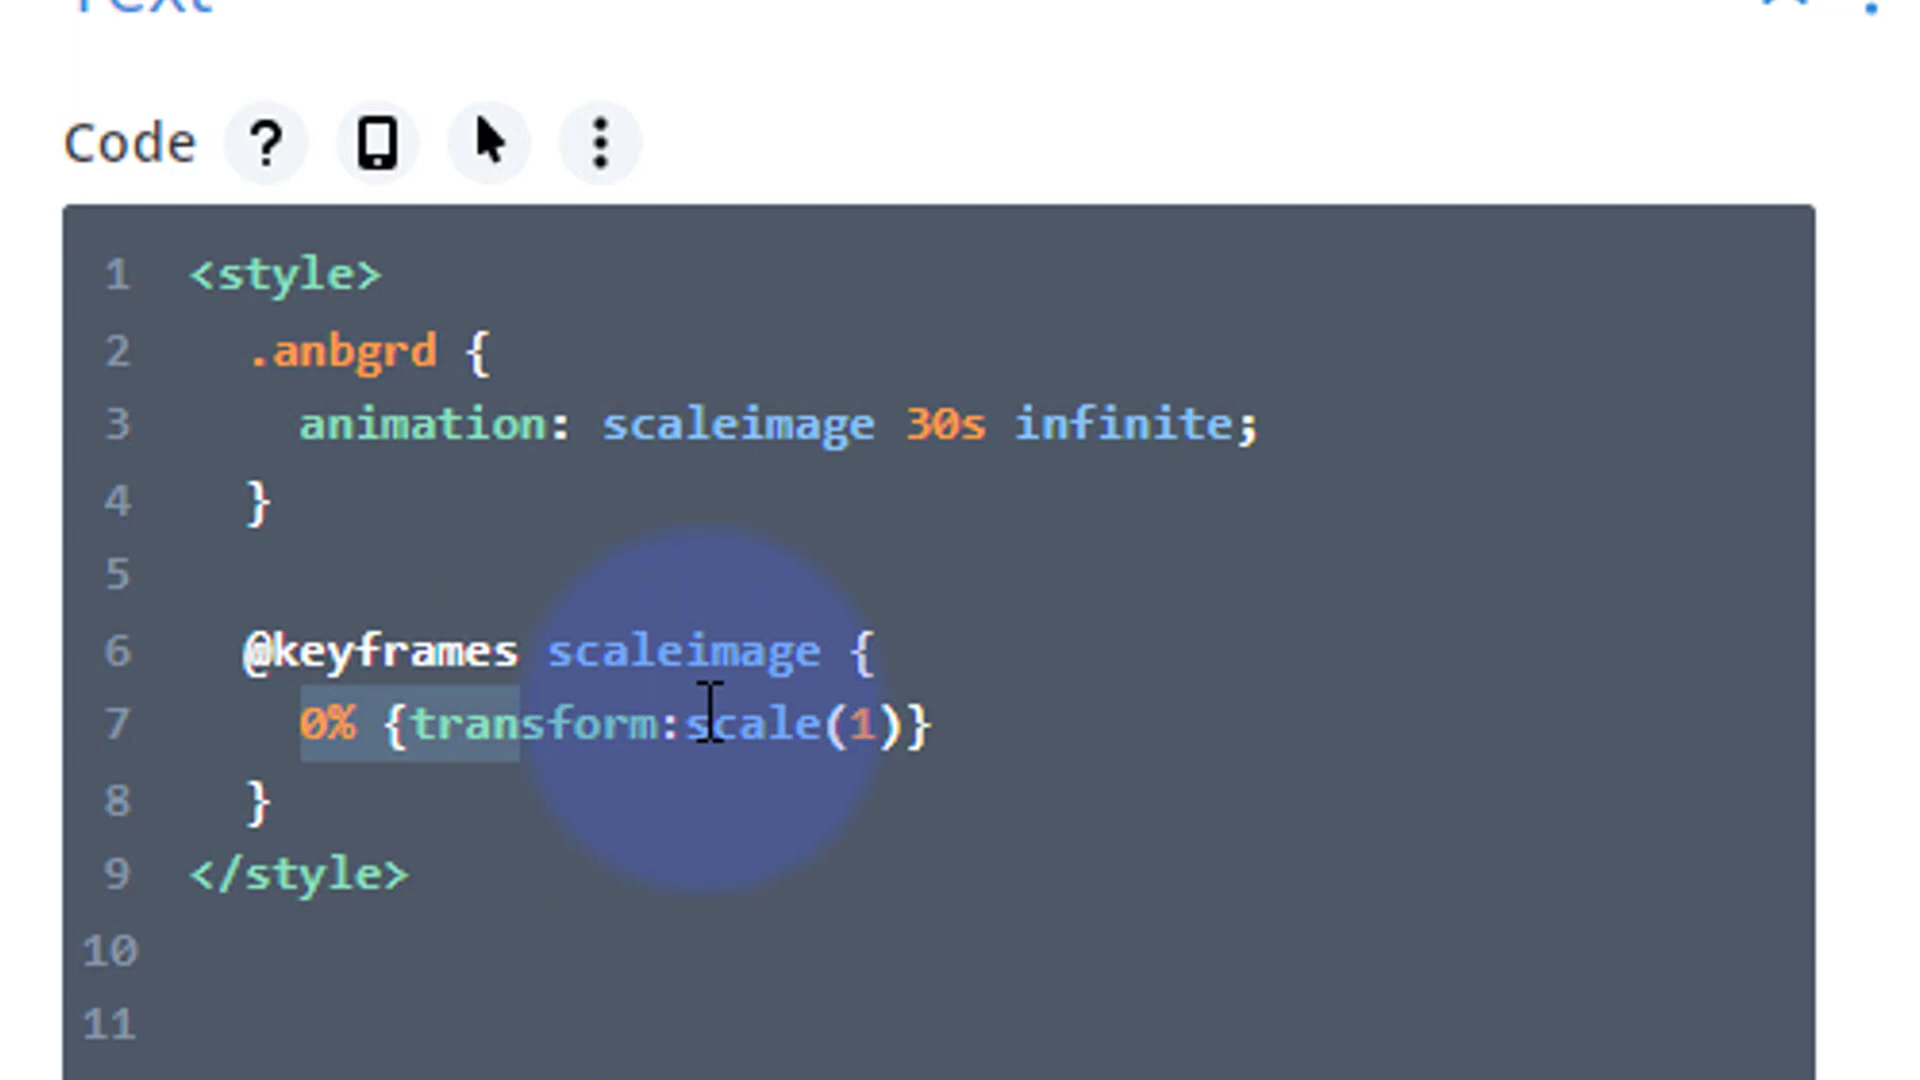 Text
Code ?
1 <style>
2 .anbgrd {
3 animation: scaleimage 30s infinite;
4 }
5
6 @keyframes scaleimage {
7 0% {transform:scale(1)}
8 }
9 </style>
10
11